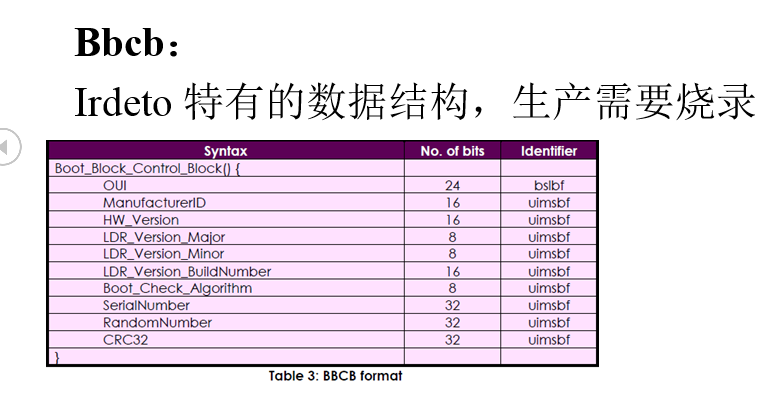 Bbcb：
Irdeto 特有的数据结构，生产需要烧录
Syntax No. of bits Identifier
Boot_Block_Control_Block() {
OUI 24 bslbf
ManufacturerID 16 uimsbf
HW_Version 16 uimsbf
LDR_Version_Major 8 uimsbf
LDR_Version_Minor 8 uimsbf
LDR_Version_BuildNumber 16 uimsbf
Boot_Check_Algorithm 8 uimsbf
SerialNumber 32 uimsbf
RandomNumber 32 uimsbf
CRC32 32 uimsbf
}
Table 3: BBCB format